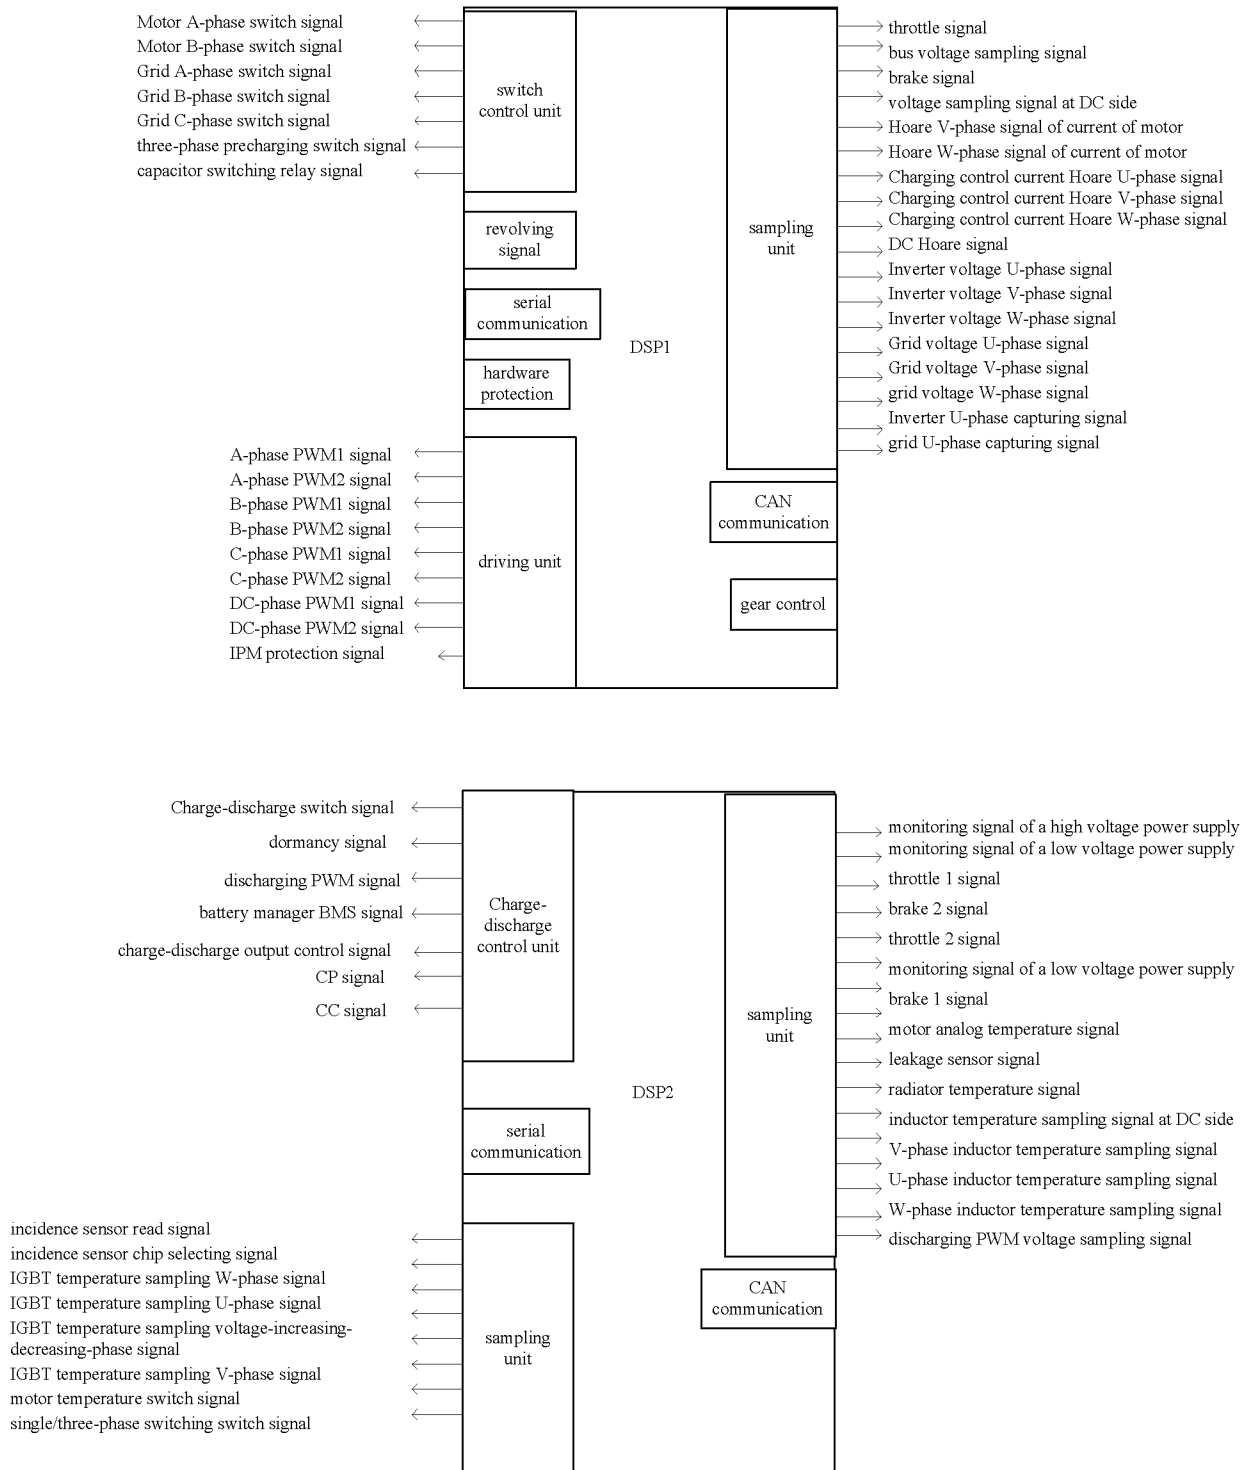 Motor A-phase switch signal
Motor B-phase switch signal
Grid A-phase switch signal
Grid B-phase switch signal
Grid C-phase switch signal
three-phase precharging switch signal
capacitor switching relay signal
switch
control unit
revolving
signal
serial
communication
hardware
protection
DSP1
A-phase PWM1 signal
A-phase PWM2 signal
B-phase PWM1 signal
B-phase PWM2 signal
C-phase PWM1 signal
C-phase PWM2 signal
DC-phase PWM1 signal
DC-phase PWM2 signal
IPM protection signal
driving unit
sampling
unit
throttle signal
bus voltage sampling signal
brake signal
voltage sampling signal at DC side
Hoare V-phase signal of current of motor
Hoare W-phase signal of current of motor
Charging control current Hoare U-phase signal
Charging control current Hoare V-phase signal
Charging control current Hoare W-phase signal
DC Hoare signal
Inverter voltage U-phase signal
Inverter voltage V-phase signal
Inverter voltage W-phase signal
Grid voltage U-phase signal
Grid voltage V-phase signal
grid voltage W-phase signal
Inverter U-phase capturing signal
grid U-phase capturing signal
CAN
communication
gear control
Charge-discharge switch signal
dormancy signal
discharging PWM signal
battery manager BMS signal
charge-discharge output control signal
CP signal
CC signal
Charge-
discharge
control unit
DSP2
serial
communication
incidence sensor read signal
incidence sensor chip selecting signal
IGBT temperature sampling W-phase signal
IGBT temperature sampling U-phase signal
IGBT temperature sampling voltage-increasing-
decreasing-phase signal
IGBT temperature sampling V-phase signal
motor temperature switch signal
single/three-phase switching switch signal
sampling
unit
sampling
unit
monitoring signal of a high voltage power supply
monitoring signal of a low voltage power supply
throttle 1 signal
brake 2 signal
throttle 2 signal
monitoring signal of a low voltage power supply
brake 1 signal
motor analog temperature signal
leakage sensor signal
radiator temperature signal
inductor temperature sampling signal at DC side
V-phase inductor temperature sampling signal
U-phase inductor temperature sampling signal
W-phase inductor temperature sampling signal
discharging PWM voltage sampling signal
CAN
communication